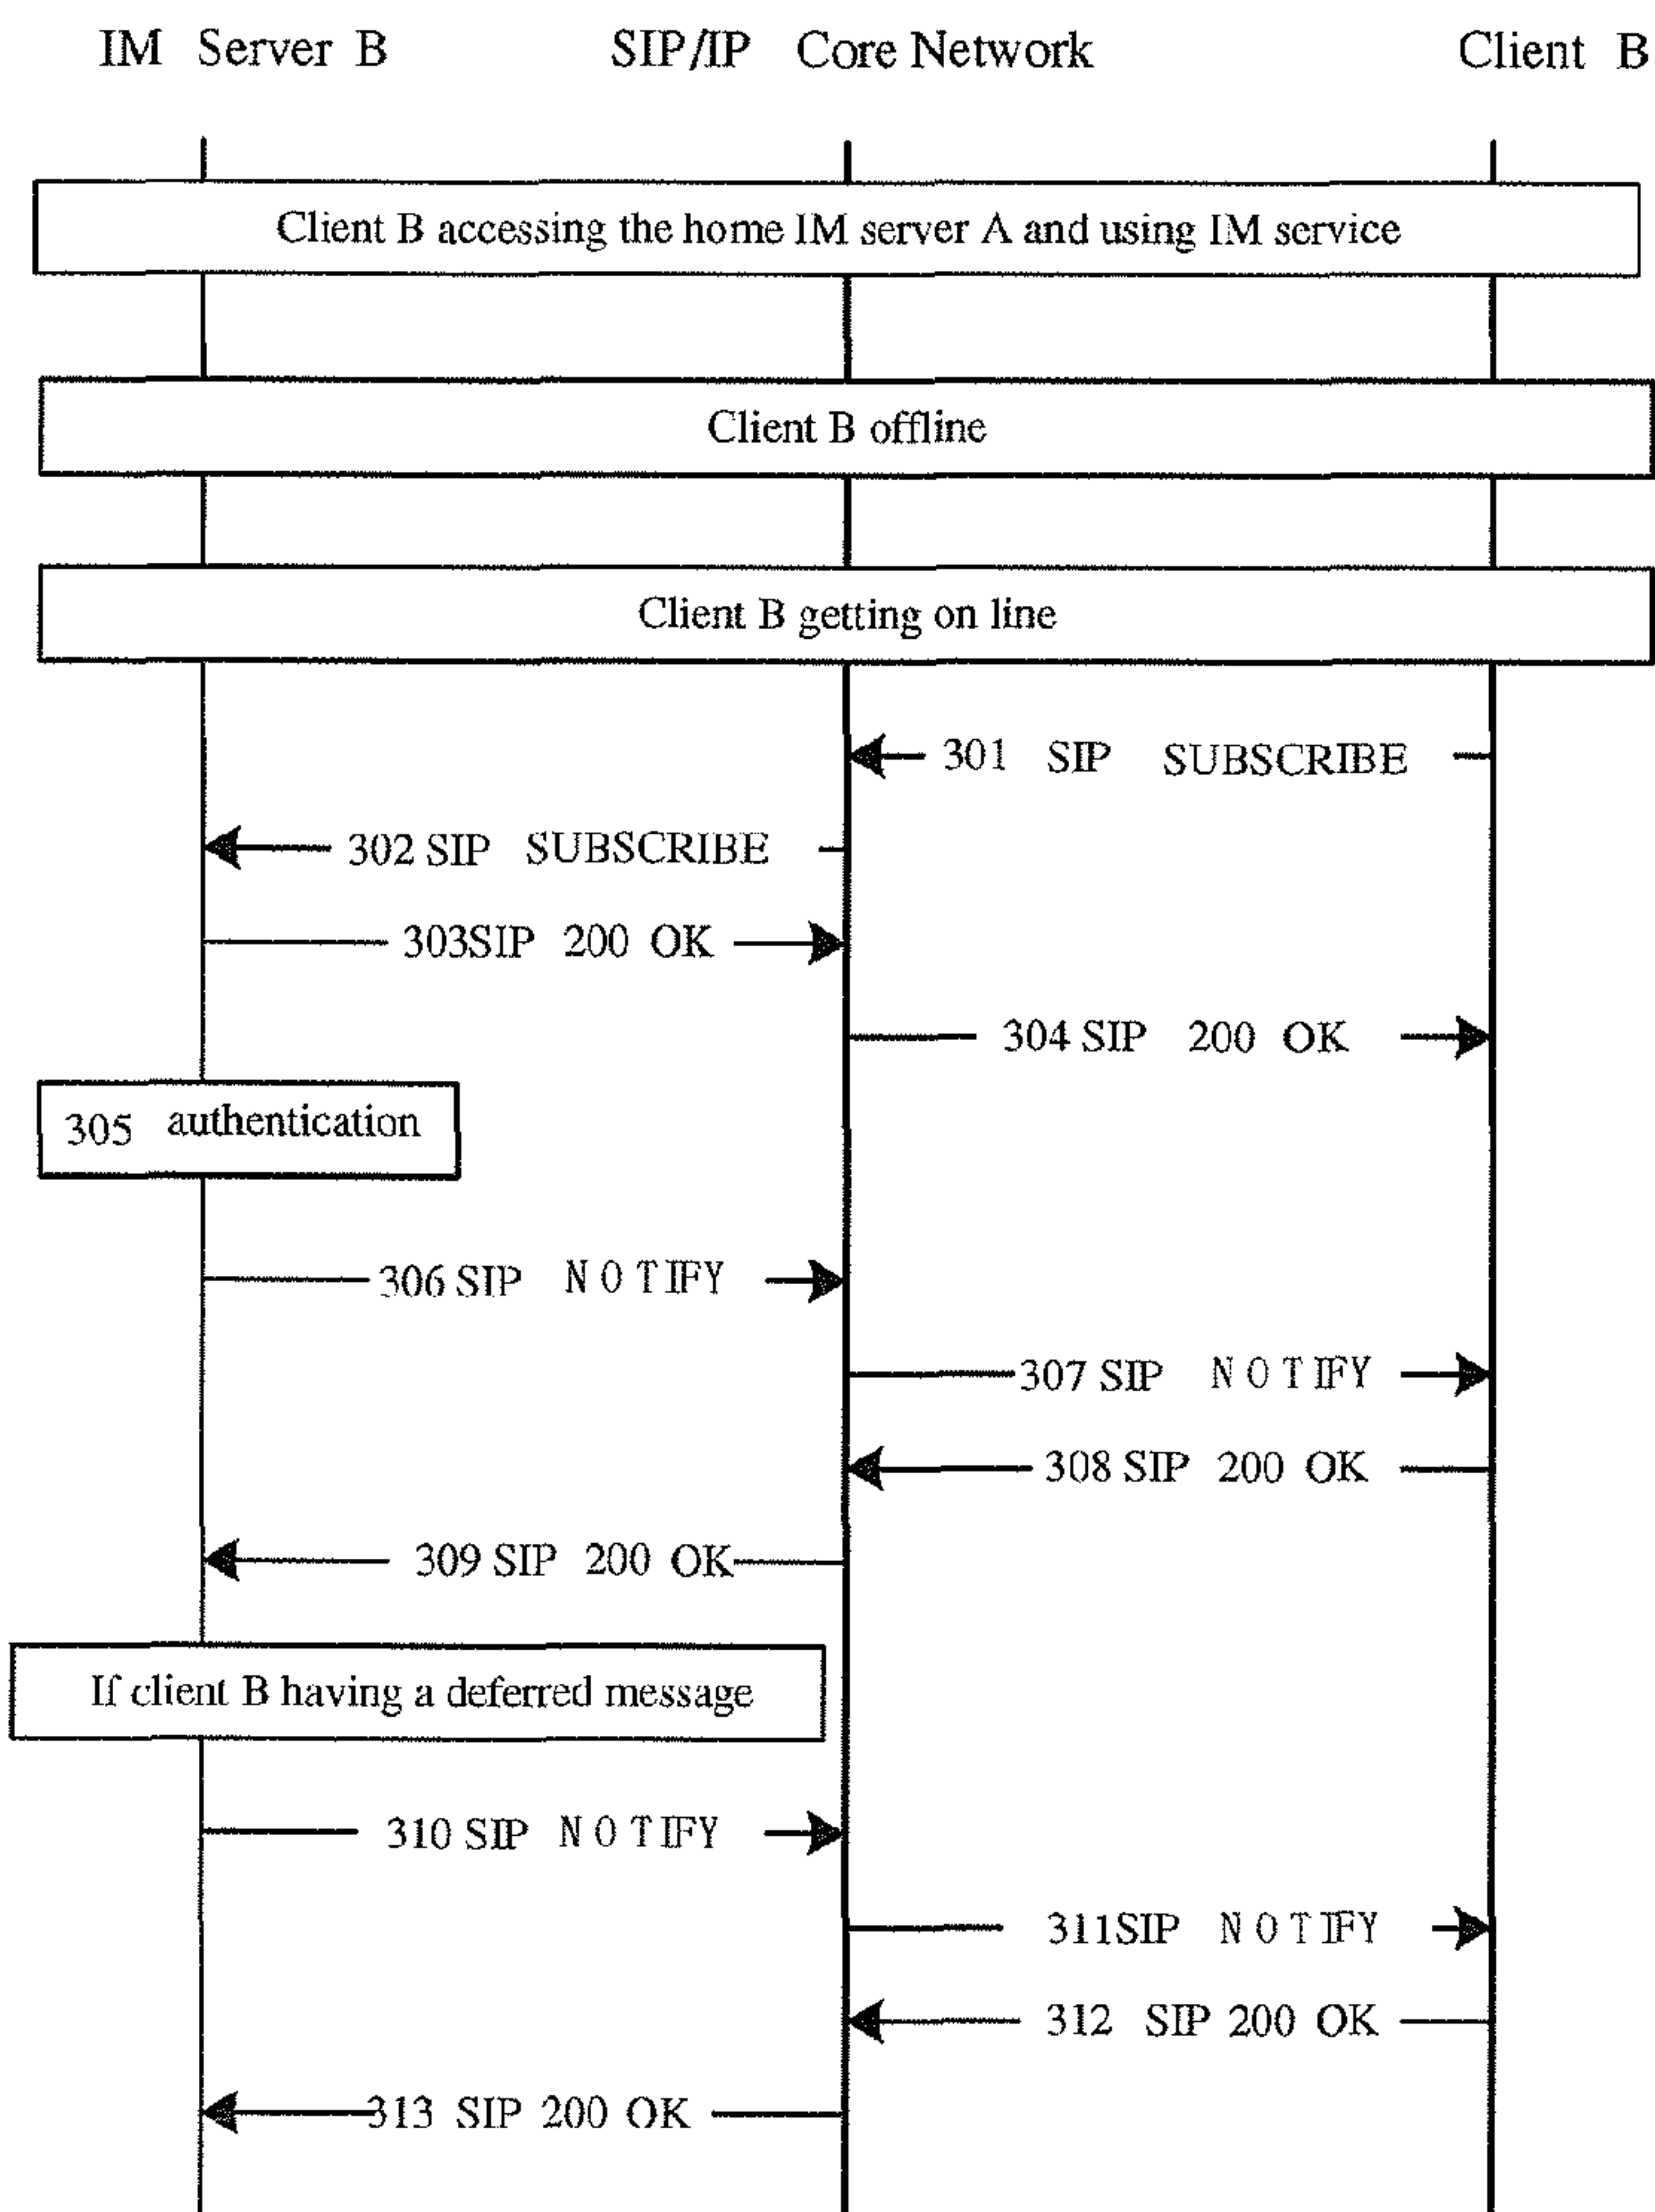 IM Server B SIP/IP Core Network Client B
Client B accessing the home IM server A and using IM service
Client B offline
Client B getting on line
301 SIP SUBSCRIBE
302 SIP SUBSCRIBE
303SIP 200 OK
304 SIP 200 OK
305 authentication
306 SIP NOTIFY
307 SIP NOTIFY
308 SIP 200 OK
309 SIP 200 OK
If client B having a deferred message
310 SIP NOTIFY
311SIP NOTIFY
312 SIP 200 OK
313 SIP 200 OK